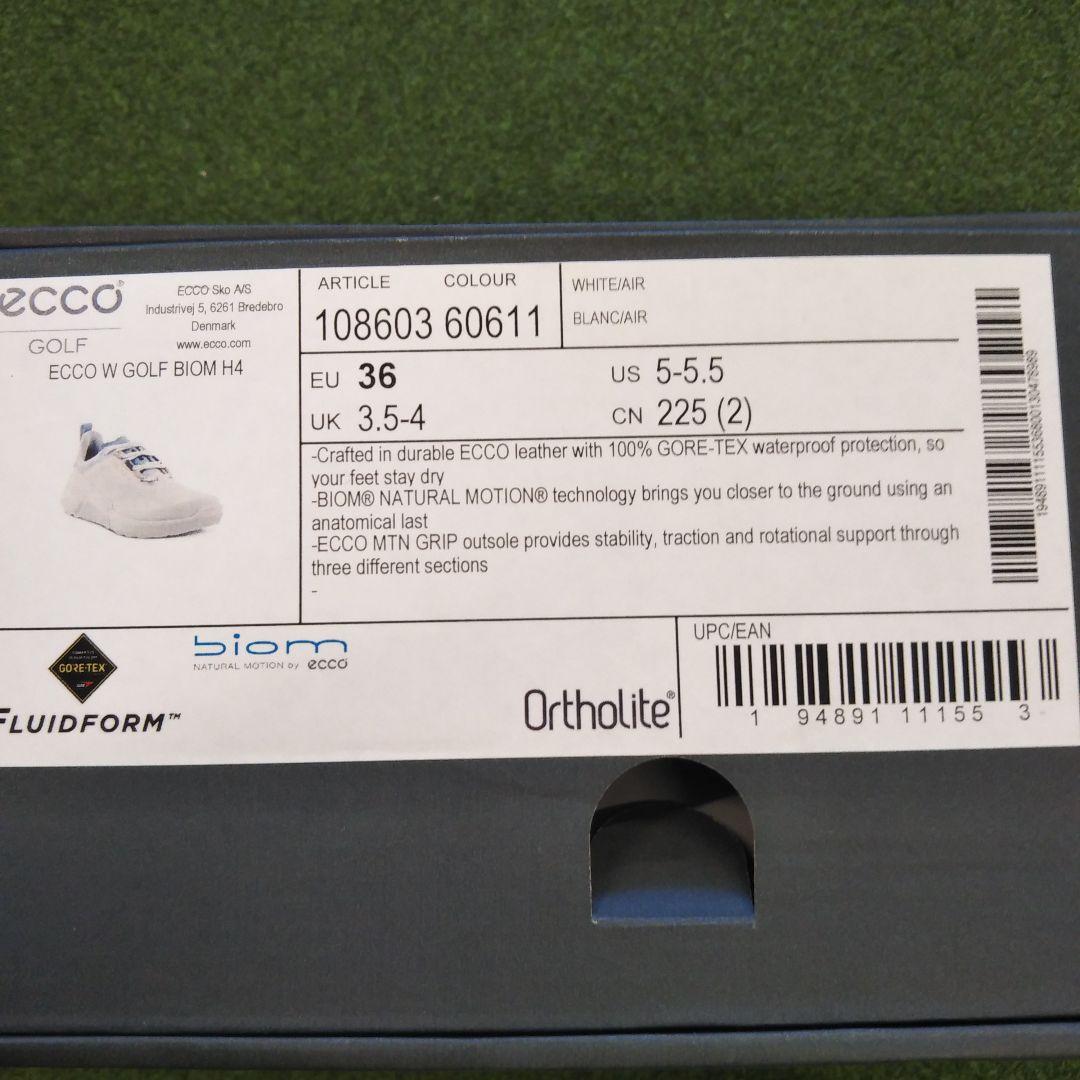 ecco
GOLF
ECCO Sko A/S
Industrivej 5, 6261 Bredebro
Denmark
www.ecco.com
ECCO W GOLF BIOM H4
ARTICLE COLOUR
108603 60611
WHITE/AIR
BLANC/AIR
EU 36 US 5-5.5
UK 3.5-4 CN 225 (2)
-Crafted in durable ECCO leather with 100% GORE-TEX waterproof protection, so
your feet stay dry
-BIOM® NATURAL MOTION® technology brings you closer to the ground using an
anatomical last
-ECCO MTN GRIP outsole provides stability, traction and rotational support through
three different sections
-
GORE-TEX
biom
NATURAL MOTION BY ecco
FLUIDFORM™
Ortholite®
UPC/EAN
1 94891 11155 3